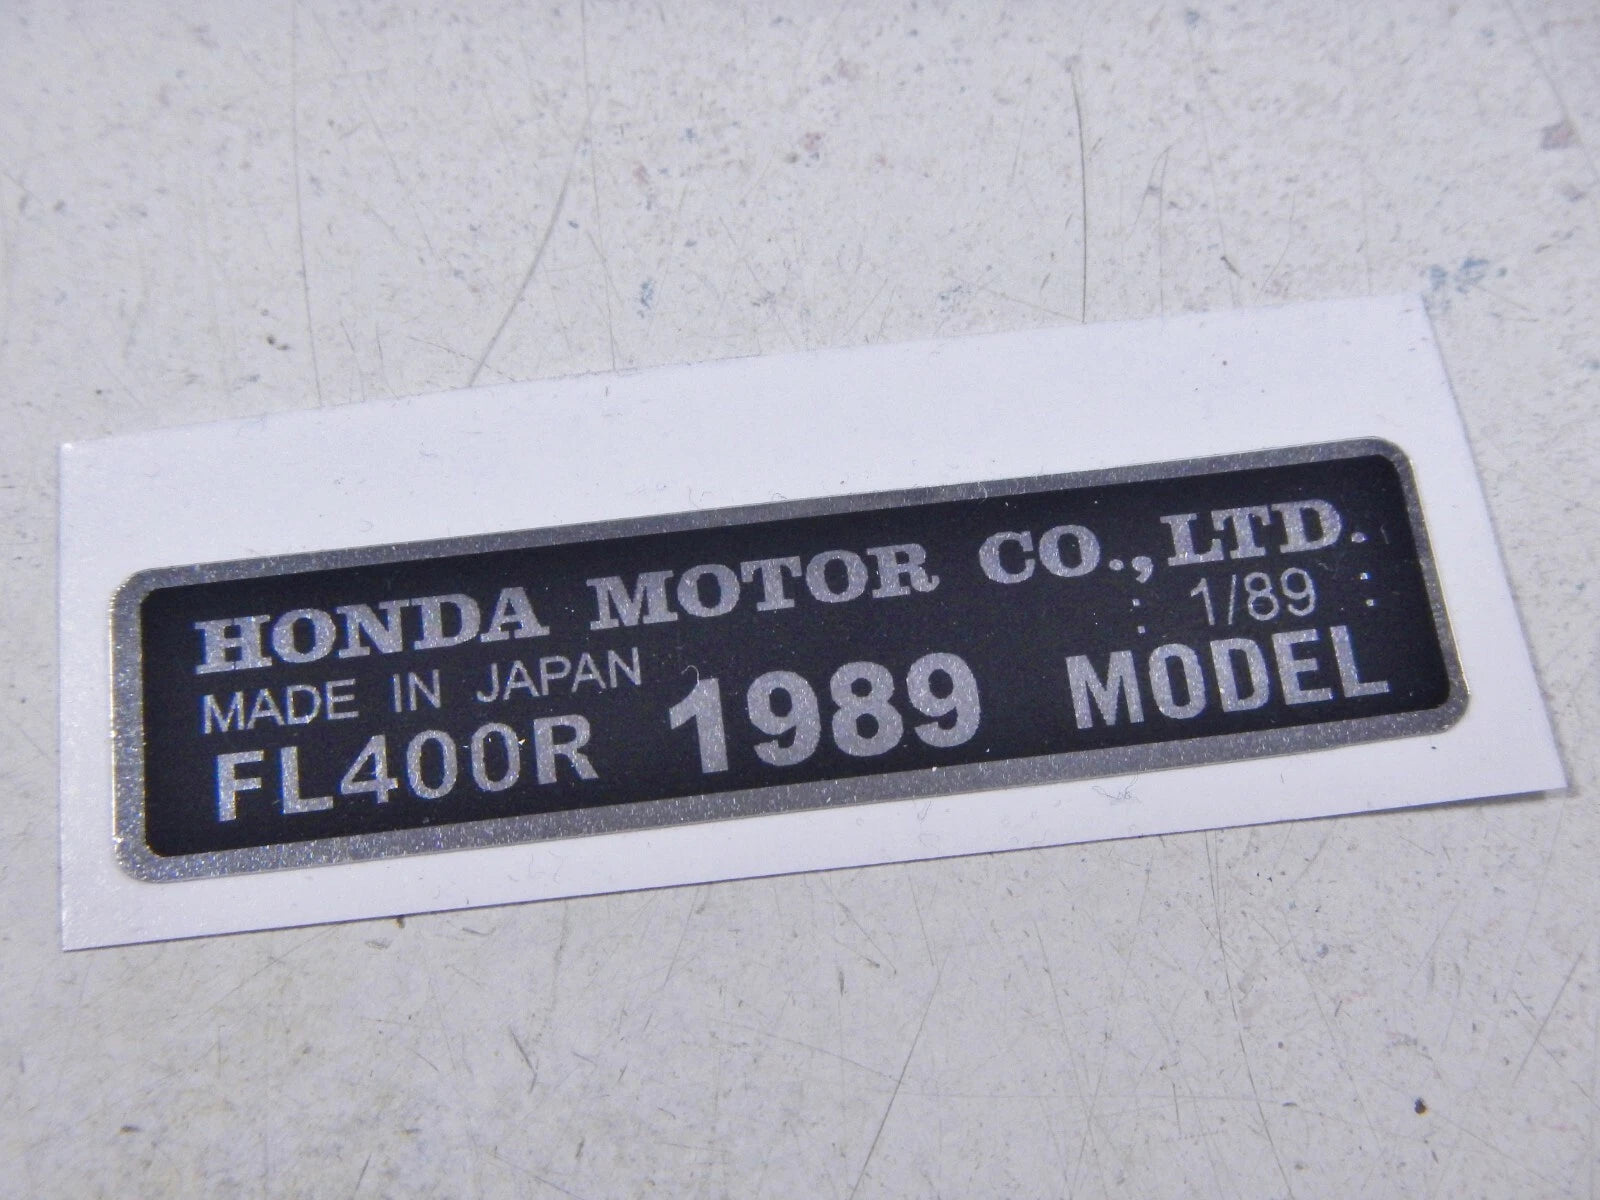 HONDA MOTOR CO.,LTD.
MADE IN JAPAN : 1/89 :
FL400R 1989 MODEL